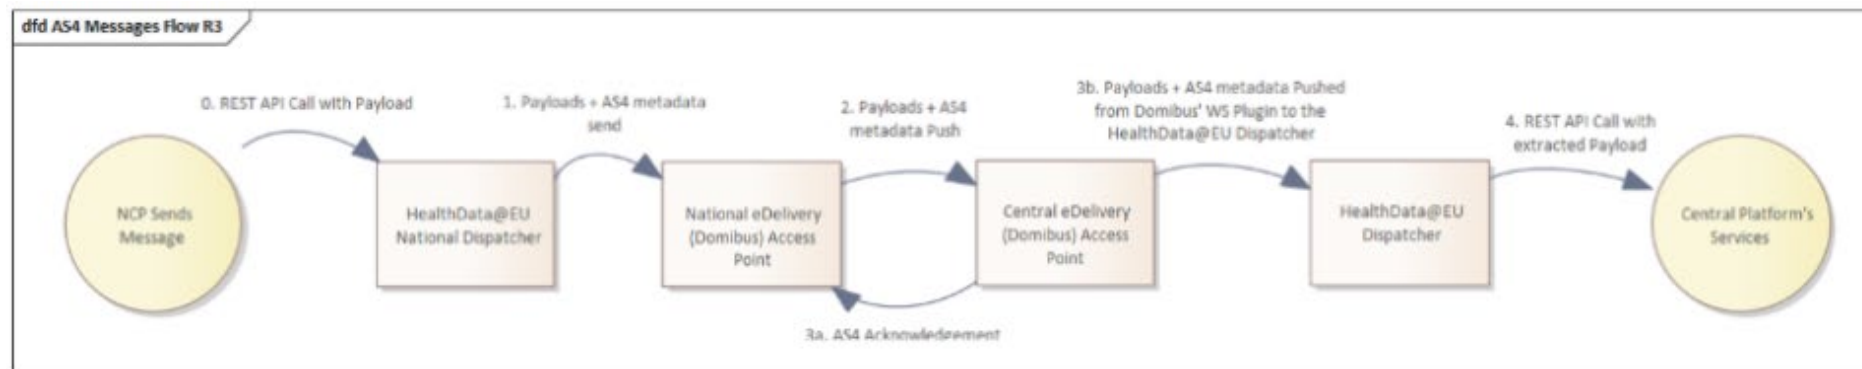 dfd AS4 Messages Flow R3
0. REST API Call with Payload
1. Payloads + AS4 metadata
send
2. Payloads + AS4
metadata Push
3b. Payloads + AS4 metadata Pushed
from Domibus' WS Plugin to the
HealthData@EU Dispatcher
4. REST API Call with
extracted Payload
NCP Sends
Message
HealthData@EU
National Dispatcher
National eDelivery
(Domibus) Access
Point
Central eDelivery
(Domibus) Access
Point
HealthData@EU
Dispatcher
Central Platform's
Services
3a. AS4 Acknowledgement